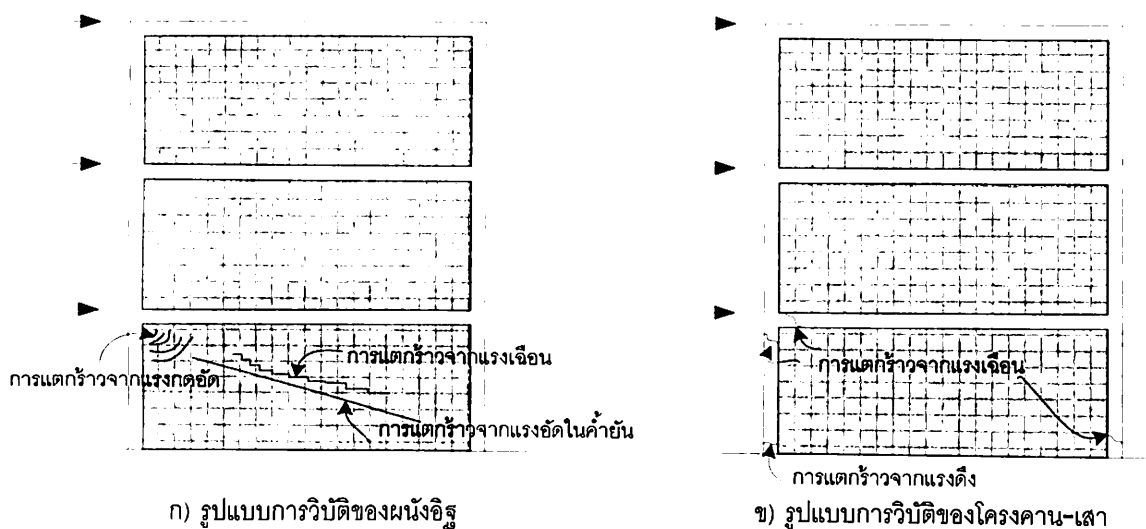 การแตกร้าวจากแรงเฉือน
การแตกร้าวจากแรงกดอัด
การแตกร้าวจากแรงอัดในค้ำยัน
ก) รูปแบบการวิบัติของผนังอิฐ
การแตกร้าวจากแรงเฉือน
การแตกร้าวจากแรงดึง
ข) รูปแบบการวิบัติของโครงคาน-เสา